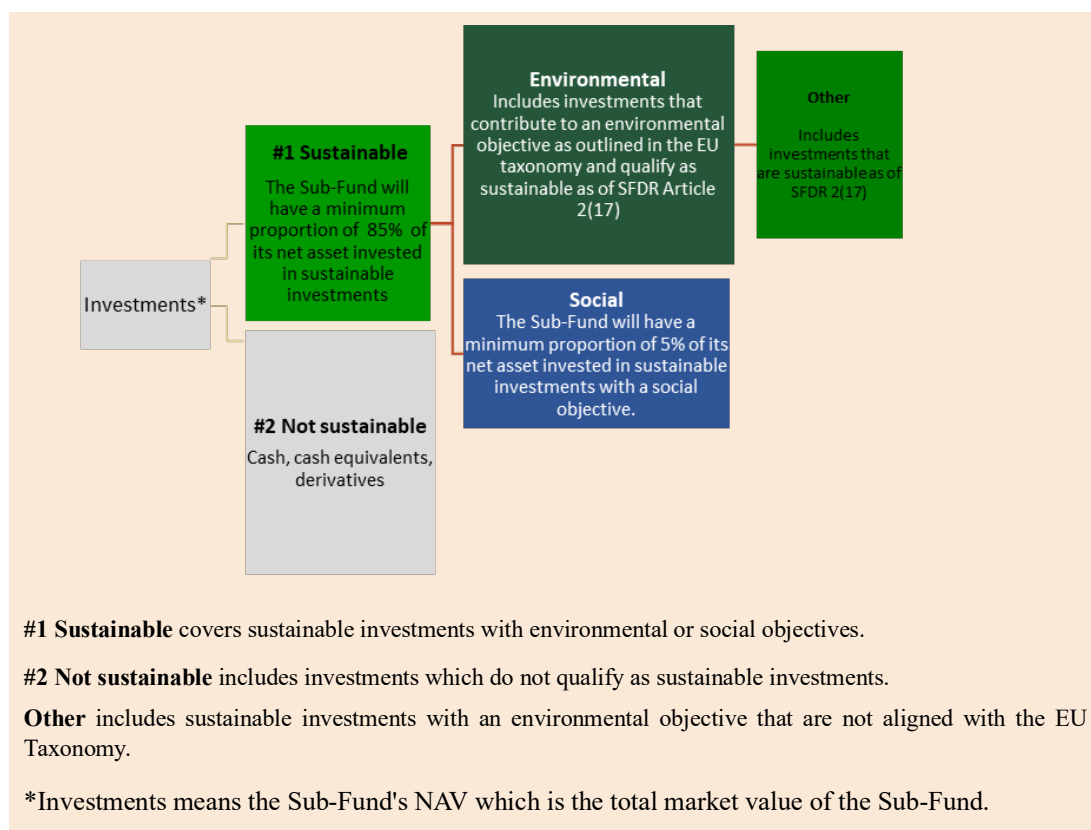 Investments*
#1 Sustainable
The Sub-Fund will
have a minimum
proportion of 85% of
its net asset invested
in sustainable
investments
#2 Not sustainable
Cash, cash equivalents,
derivatives
Environmental
Includes investments that
contribute to an environmental
objective as outlined in the EU
taxonomy and qualify as
sustainable as of SFDR Article
2(17)
Social
The Sub-Fund will have a
minimum proportion of 5% of its
net asset invested in sustainable
investments with a social
objective.
Other
Includes
investments that
are sustainable as of
SFDR 2(17)
#1 Sustainable covers sustainable investments with environmental or social objectives.
#2 Not sustainable includes investments which do not qualify as sustainable investments.
Other includes sustainable investments with an environmental objective that are not aligned with the EU
Taxonomy.
*Investments means the Sub-Fund's NAV which is the total market value of the Sub-Fund.